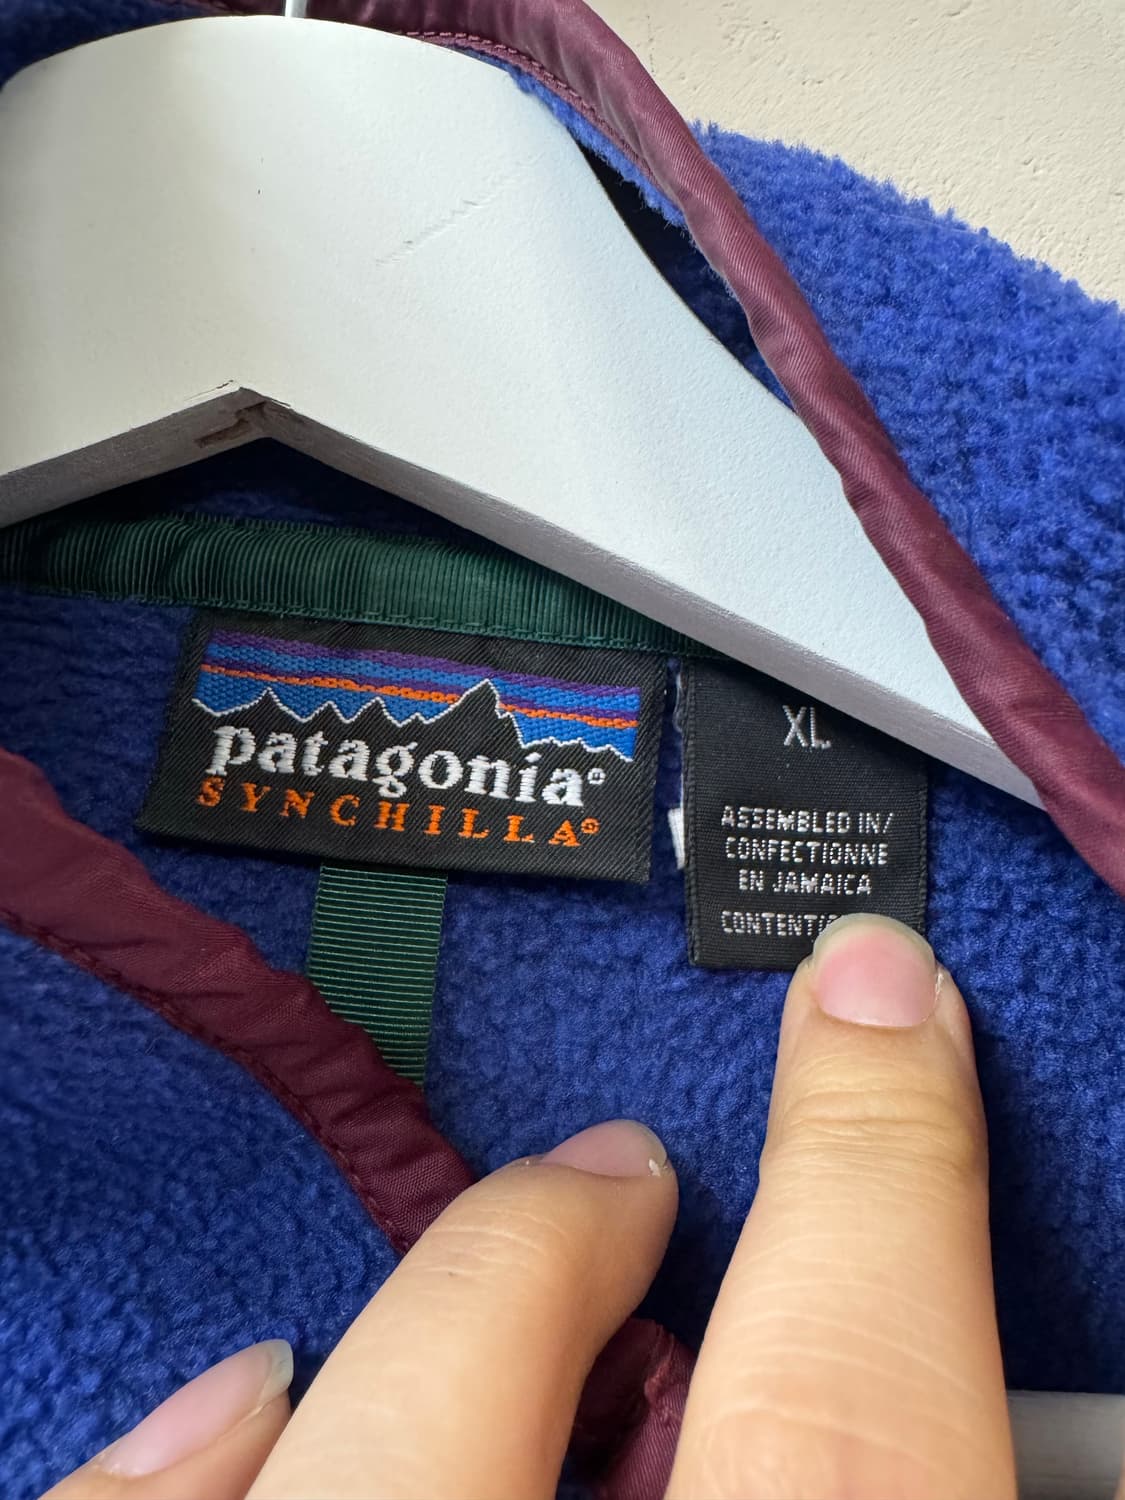 patagonia®
SYNCHILLA®
XL
ASSEMBLED IN/
CONFECTIONNE
EN JAMAICA